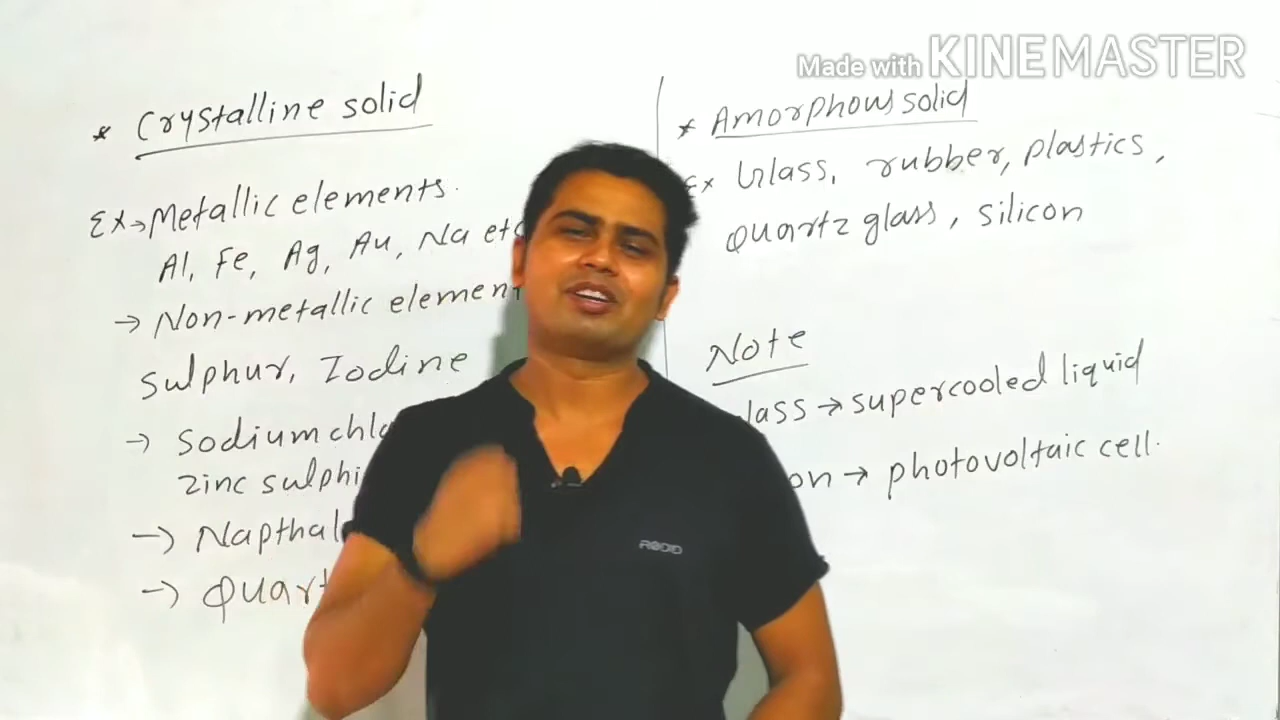 Made with KINEMASTER
* Crystalline solid
Ex→ Metallic elements.
Al, Fe, Ag, Au, Na etc
→ Non-metallic element
Sulphur, Iodine
→ Sodium chlo
Zinc sulphi
→ Napthal
→ Quart
* Amorphous solid
Ex Glass, rubber, plastics,
Quartz glass, silicon
Note
lass → supercooled liquid
on → photovoltaic cell.
RODID